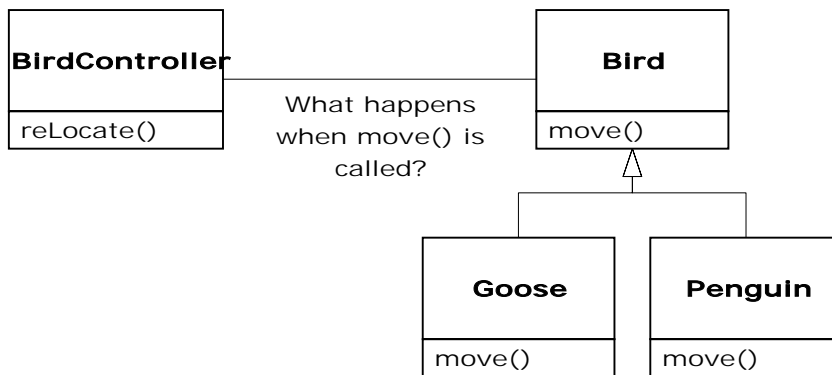 BirdController
reLocate()
What happens
when move() is
called?
Bird
move()
Goose
move()
Penguin
move()